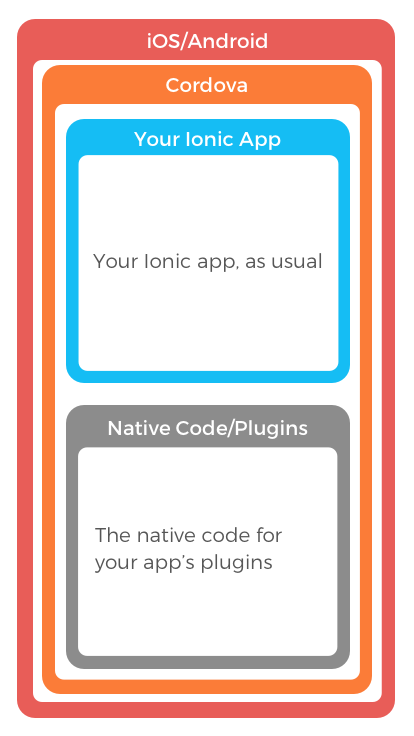 iOS/Android
Cordova
Your Ionic App
Your Ionic app, as usual
Native Code/Plugins
The native code for
your app’s plugins